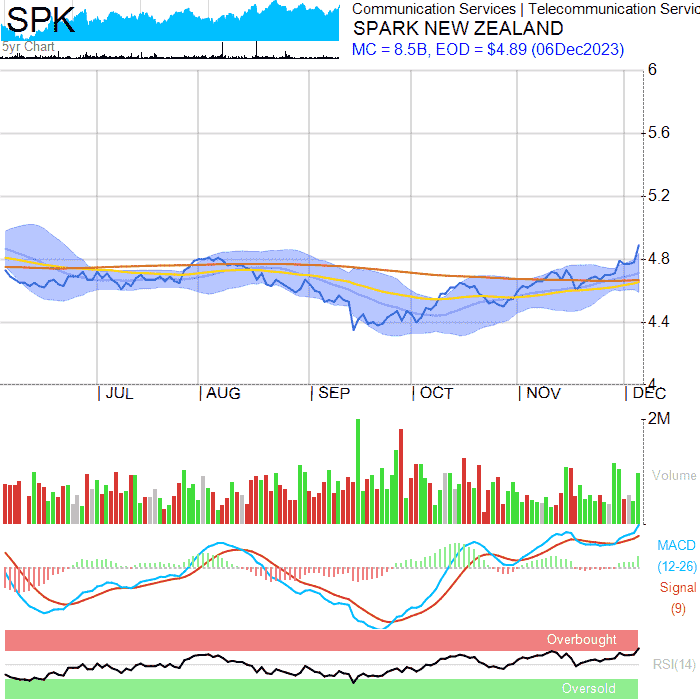 SPK
5yr Chart
Communication Services | Telecommunication Servic
SPARK NEW ZEALAND
MC = 8.5B, EOD = $4.89 (06Dec2023)
6
5.6
5.2
4.8
4.4
4
JUL
AUG
SEP
OCT
NOV
DEC
2M
Volume
MACD
(12-26)
Signal
(9)
Overbought
RSI(14)
Oversold